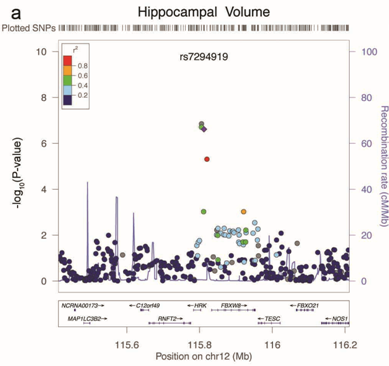 a
Hippocampal Volume
Plotted SNPs
rs7294919
r²
0.8
0.6
0.4
0.2
10
8
6
4
2
0
-log10(P-value)
100
80
60
40
20
0
Recombination rate (cM/Mb)
NCRNA00173→ ←C12orf49 ←HRK FBXW8→ ←FBXO21
MAP1LC3B2→ RNFT2→ ←TESC ←NOS1
115.6 115.8 116 116.2
Position on chr12 (Mb)